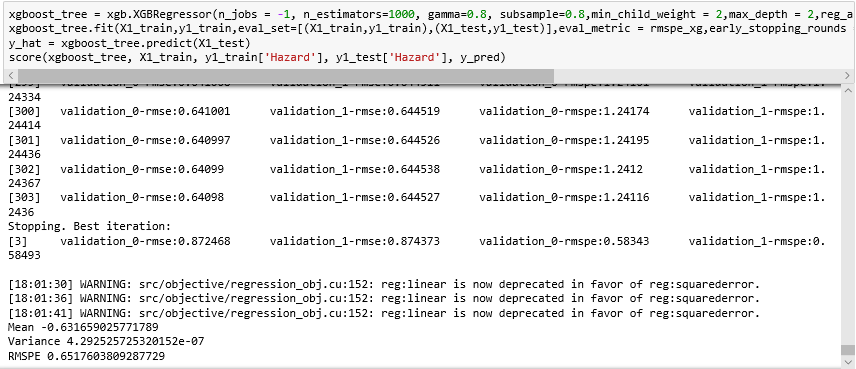 xgboost_tree = xgb.XGBRegressor(n_jobs = -1, n_estimators=1000, gamma=0.8, subsample=0.8,min_child_weight = 2,max_depth = 2,reg_a
xgboost_tree.fit(X1_train,y1_train,eval_set=[(X1_train,y1_train),(X1_test,y1_test)],eval_metric = rmspe_xg,early_stopping_rounds
y_hat = xgboost_tree.predict(X1_test)
score(xgboost_tree, X1_train, y1_train['Hazard'], y1_test['Hazard'], y_pred)
24334
[300] validation_0-rmse:0.641001 validation_1-rmse:0.644519 validation_0-rmspe:1.24174 validation_1-rmspe:1.
24414
[301] validation_0-rmse:0.640997 validation_1-rmse:0.644526 validation_0-rmspe:1.24195 validation_1-rmspe:1.
24436
[302] validation_0-rmse:0.64099 validation_1-rmse:0.644538 validation_0-rmspe:1.2412 validation_1-rmspe:1.
24367
[303] validation_0-rmse:0.64098 validation_1-rmse:0.644527 validation_0-rmspe:1.24116 validation_1-rmspe:1.
2436
Stopping. Best iteration:
[3] validation_0-rmse:0.872468 validation_1-rmse:0.874373 validation_0-rmspe:0.58343 validation_1-rmspe:0.
58493
[18:01:30] WARNING: src/objective/regression_obj.cu:152: reg:linear is now deprecated in favor of reg:squarederror.
[18:01:36] WARNING: src/objective/regression_obj.cu:152: reg:linear is now deprecated in favor of reg:squarederror.
[18:01:41] WARNING: src/objective/regression_obj.cu:152: reg:linear is now deprecated in favor of reg:squarederror.
Mean -0.631659025771789
Variance 4.292525725320152e-07
RMSPE 0.6517603809287729